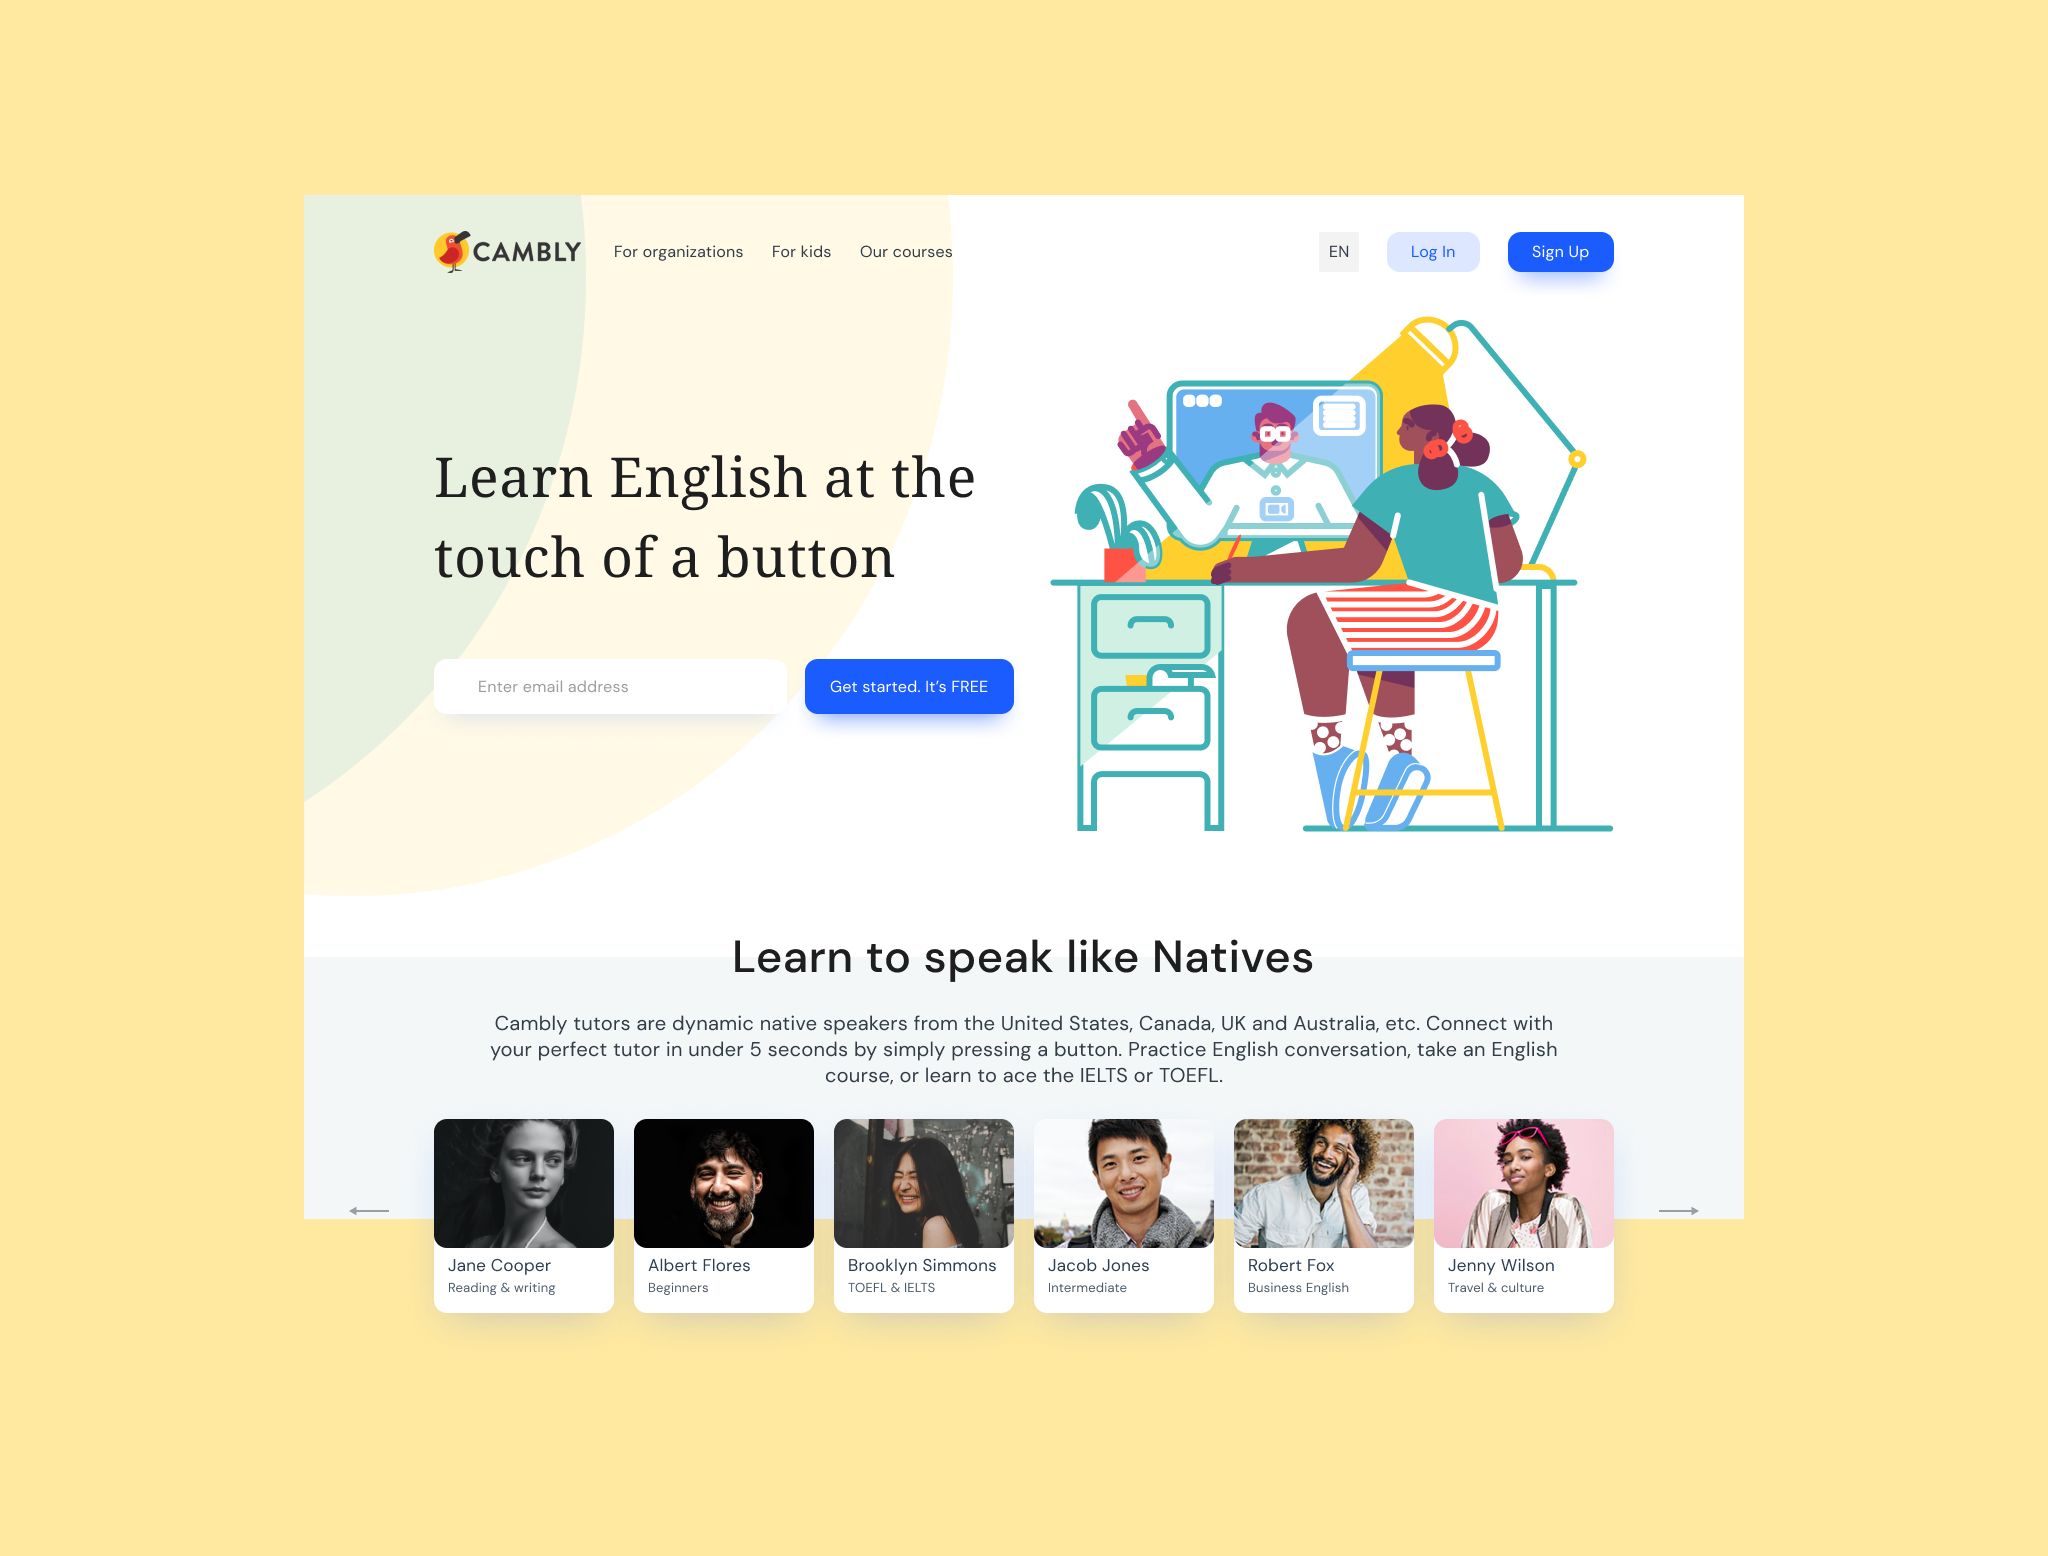 CAMBLY
For organizations
For kids
Our courses
EN
Log In
Sign Up
Learn English at the
touch of a button
Enter email address
Get started. It’s FREE
Learn to speak like Natives
Cambly tutors are dynamic native speakers from the United States, Canada, UK and Australia, etc. Connect with
your perfect tutor in under 5 seconds by simply pressing a button. Practice English conversation, take an English
course, or learn to ace the IELTS or TOEFL.
Jane Cooper
Reading & writing
Albert Flores
Beginners
Brooklyn Simmons
TOEFL & IELTS
Jacob Jones
Intermediate
Robert Fox
Business English
Jenny Wilson
Travel & culture